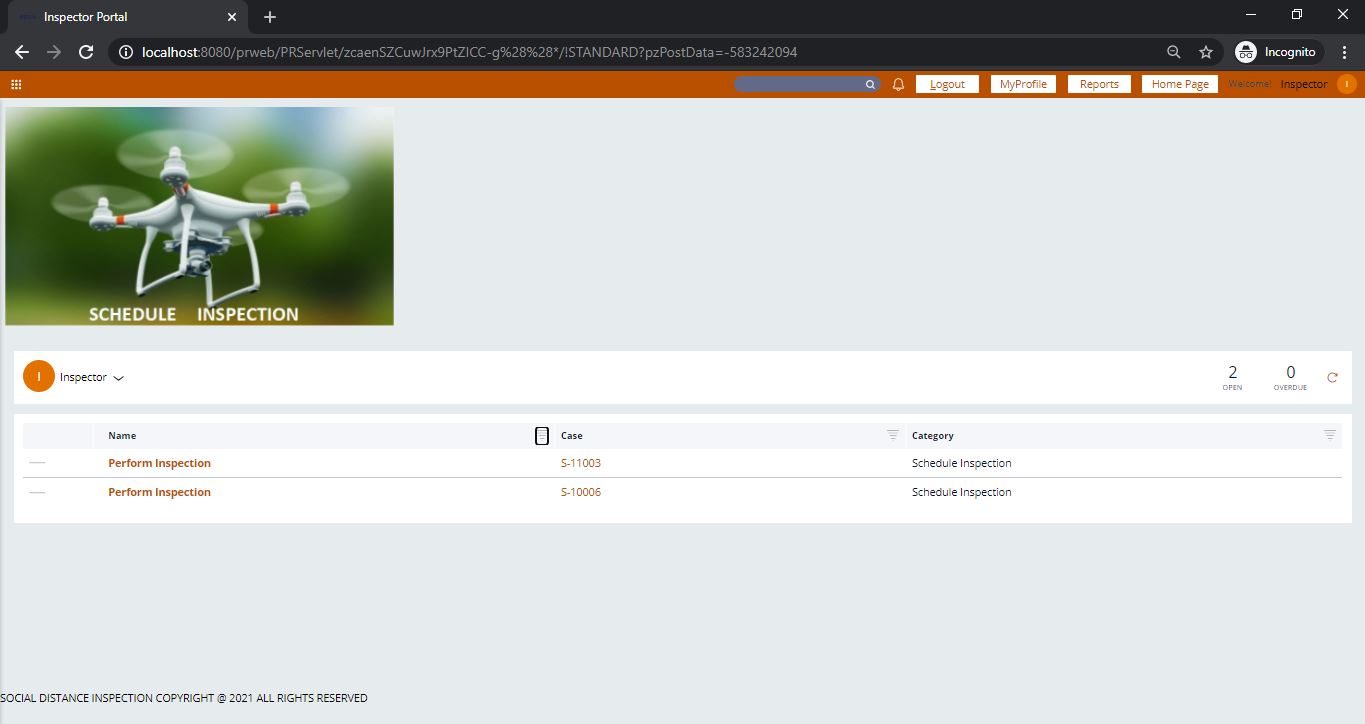 Inspector Portal
localhost:8080/prweb/PRServlet/zcaenSZCuwJrx9PtZlCC-g%28%28*/!STANDARD?pzPostData=-583242094
Incognito
Logout MyProfile Reports Home Page Welcome! Inspector I
SCHEDULE INSPECTION
I Inspector 2 0
OPEN OVERDUE
Name Case Category
Perform Inspection S-11003 Schedule Inspection
Perform Inspection S-10006 Schedule Inspection
SOCIAL DISTANCE INSPECTION COPYRIGHT @ 2021 ALL RIGHTS RESERVED